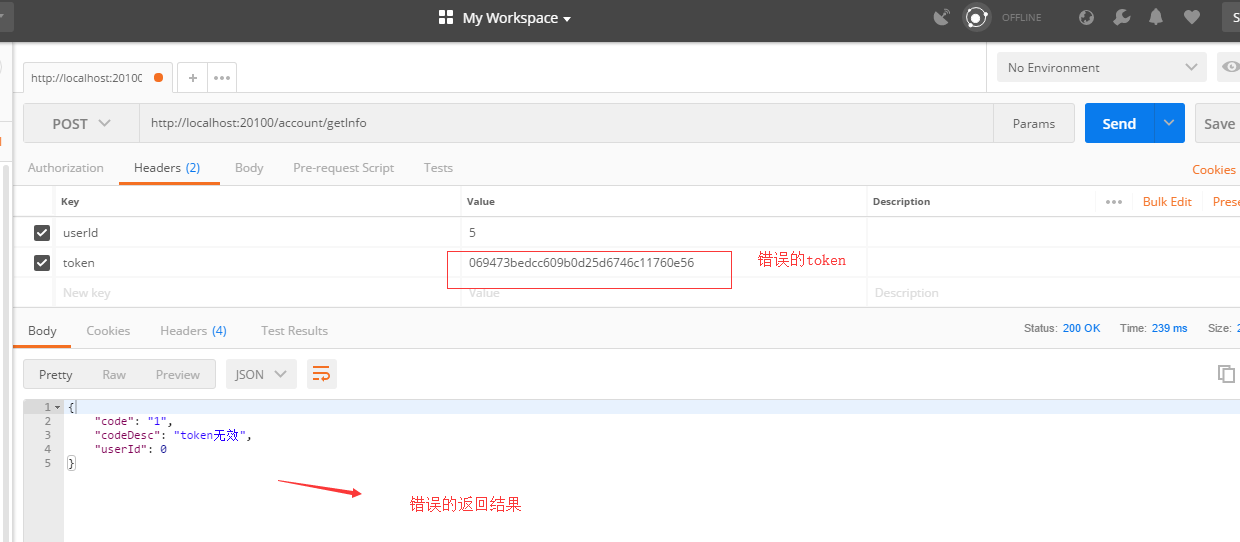 My Workspace
OFFLINE
S
http://localhost:20100
No Environment
POST
http://localhost:20100/account/getInfo
Params
Send
Save
Authorization
Headers (2)
Body
Pre-request Script
Tests
Cookies
Key
Value
Description
Bulk Edit
Prese
userId
5
token
069473bedcc609b0d25d6746c11760e56
错误的token
New key
Value
Description
Body
Cookies
Headers (4)
Test Results
Status: 200 OK
Time: 239 ms
Size: 2
Pretty
Raw
Preview
JSON
1 {
2 "code": "1",
3 "codeDesc": "token无效",
4 "userId": 0
5 }
错误的返回结果